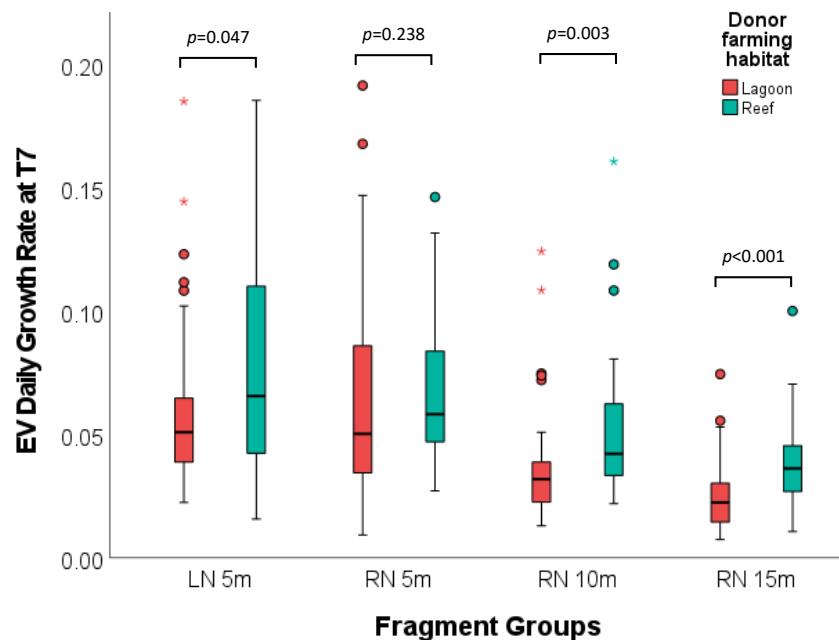 Donor
farming
habitat
Lagoon
Reef
p=0.047
p=0.238
p=0.003
p<0.001
EV Daily Growth Rate at T7
0.20
0.15
0.10
0.05
0.00
LN 5m
RN 5m
RN 10m
RN 15m
Fragment Groups